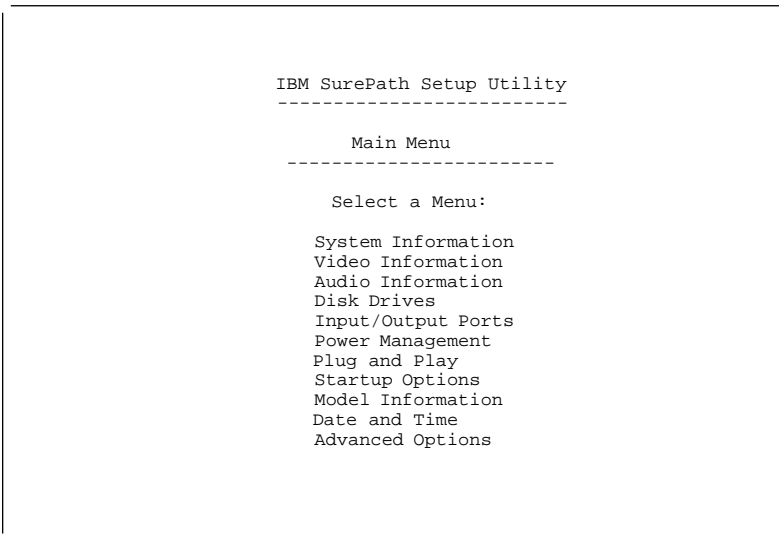 IBM SurePath Setup Utility
--------------------------
Main Menu
------------------------
Select a Menu:
System Information
Video Information
Audio Information
Disk Drives
Input/Output Ports
Power Management
Plug and Play
Startup Options
Model Information
Date and Time
Advanced Options